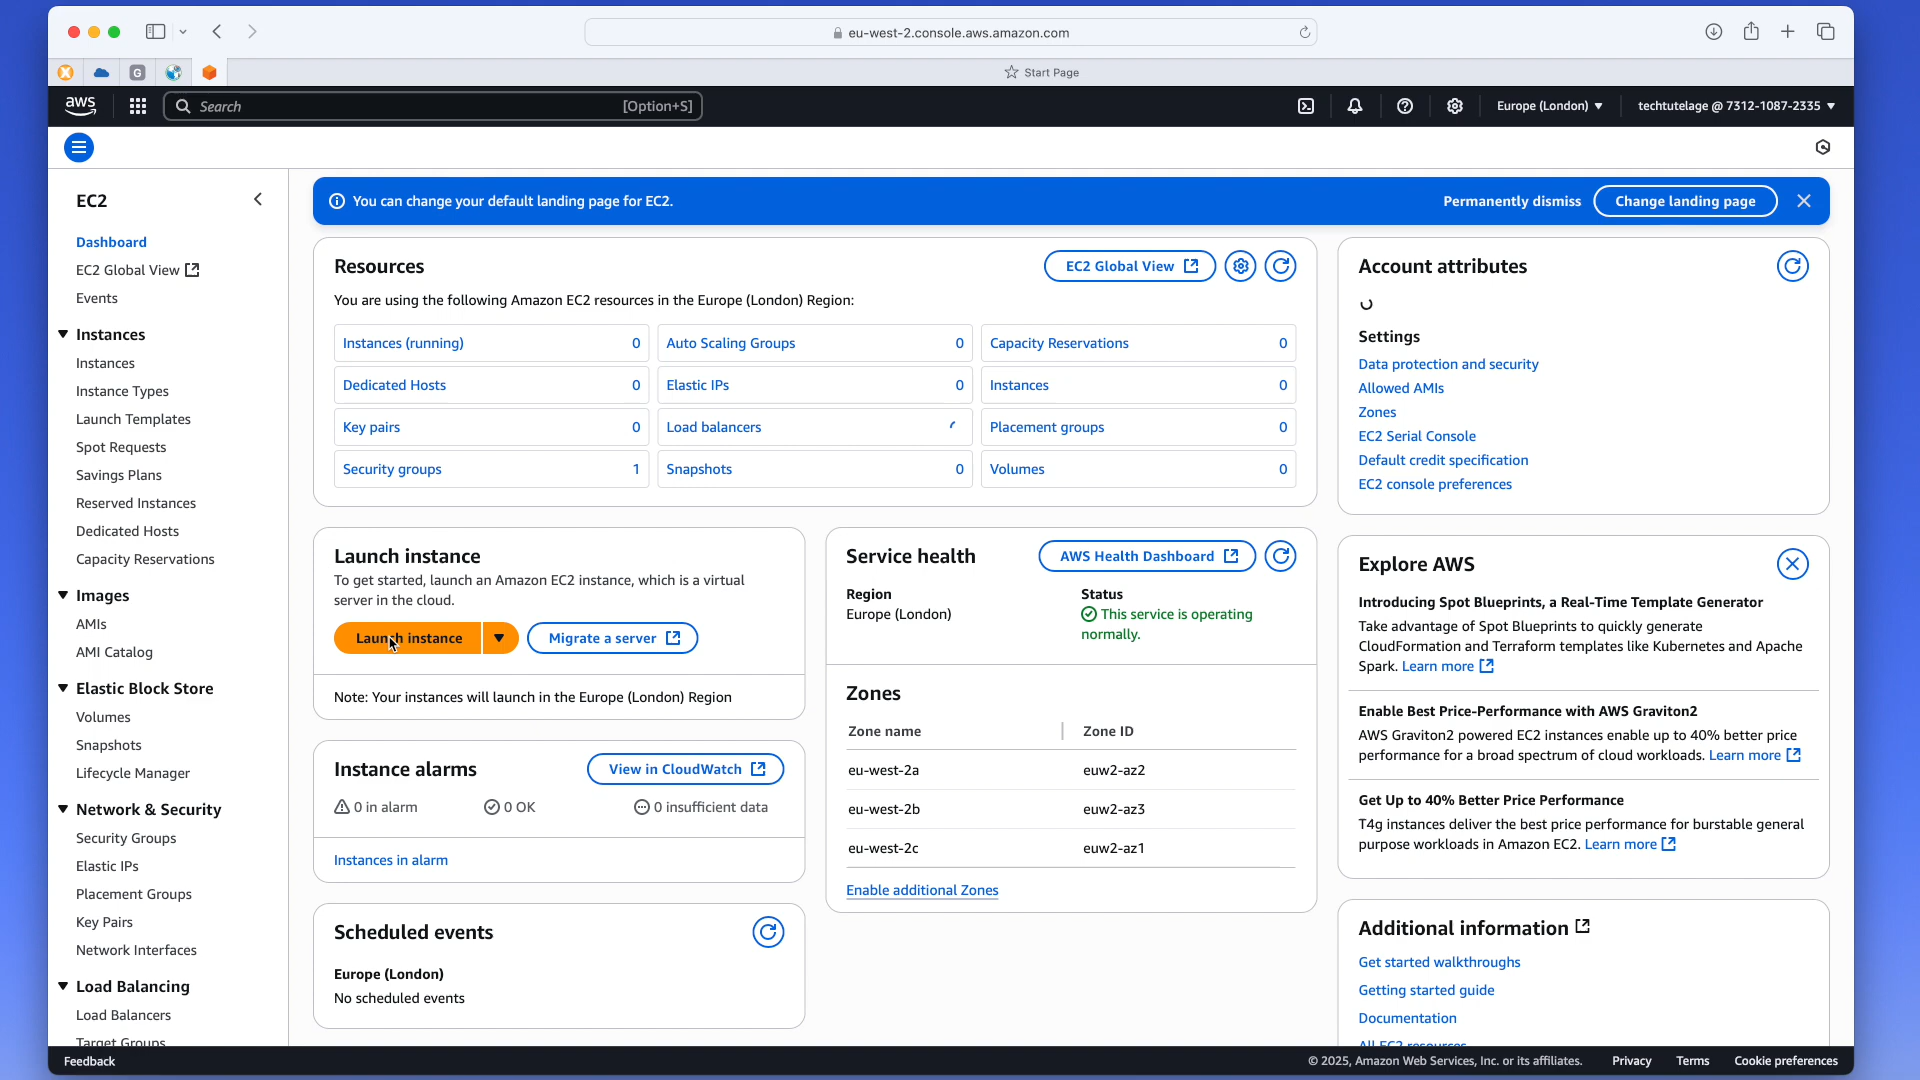 eu-west-2.console.aws.amazon.com
G
Start Page
aws
Search
[Option+S]
Europe (London)
techtutelage @ 7312-1087-2335
EC2
Dashboard
EC2 Global View
Events
Instances
Instances
Instance Types
Launch Templates
Spot Requests
Savings Plans
Reserved Instances
Dedicated Hosts
Capacity Reservations
Images
AMIs
AMI Catalog
Elastic Block Store
Volumes
Snapshots
Lifecycle Manager
Network & Security
Security Groups
Elastic IPs
Placement Groups
Key Pairs
Network Interfaces
Load Balancing
Load Balancers
Target Groups
You can change your default landing page for EC2.
Permanently dismiss
Change landing page
Resources
EC2 Global View
You are using the following Amazon EC2 resources in the Europe (London) Region:
Instances (running) 0
Auto Scaling Groups 0
Capacity Reservations 0
Dedicated Hosts 0
Elastic IPs 0
Instances 0
Key pairs 0
Load balancers
Placement groups 0
Security groups 1
Snapshots 0
Volumes 0
Launch instance
To get started, launch an Amazon EC2 instance, which is a virtual
server in the cloud.
Launch instance
Migrate a server
Note: Your instances will launch in the Europe (London) Region
Instance alarms
View in CloudWatch
0 in alarm
0 OK
0 insufficient data
Instances in alarm
Scheduled events
Europe (London)
No scheduled events
Service health
AWS Health Dashboard
Region
Europe (London)
Status
This service is operating
normally.
Zones
Zone name
Zone ID
eu-west-2a euw2-az2
eu-west-2b euw2-az3
eu-west-2c euw2-az1
Enable additional Zones
Account attributes
Settings
Data protection and security
Allowed AMIs
Zones
EC2 Serial Console
Default credit specification
EC2 console preferences
Explore AWS
Introducing Spot Blueprints, a Real-Time Template Generator
Take advantage of Spot Blueprints to quickly generate
CloudFormation and Terraform templates like Kubernetes and Apache
Spark. Learn more
Enable Best Price-Performance with AWS Graviton2
AWS Graviton2 powered EC2 instances enable up to 40% better price
performance for a broad spectrum of cloud workloads. Learn more
Get Up to 40% Better Price Performance
T4g instances deliver the best price performance for burstable general
purpose workloads in Amazon EC2. Learn more
Additional information
Get started walkthroughs
Getting started guide
Documentation
All EC2 resources
Feedback
© 2025, Amazon Web Services, Inc. or its affiliates.
Privacy
Terms
Cookie preferences